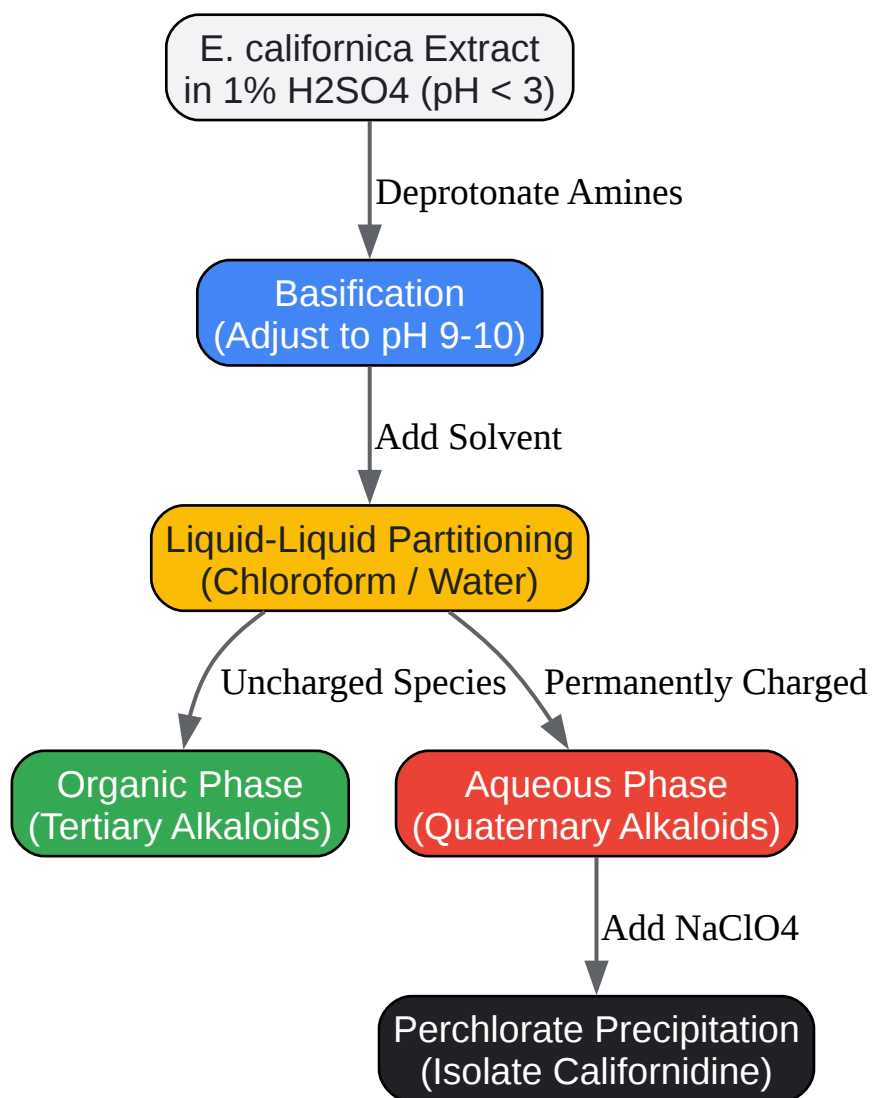 E. californica Extract
in 1% H2SO4 (pH < 3)
Deprotonate Amines
Basification
(Adjust to pH 9-10)
Add Solvent
Liquid-Liquid Partitioning
(Chloroform / Water)
Uncharged Species
Permanently Charged
Organic Phase
(Tertiary Alkaloids)
Aqueous Phase
(Quaternary Alkaloids)
Add NaClO4
Perchlorate Precipitation
(Isolate Californidine)